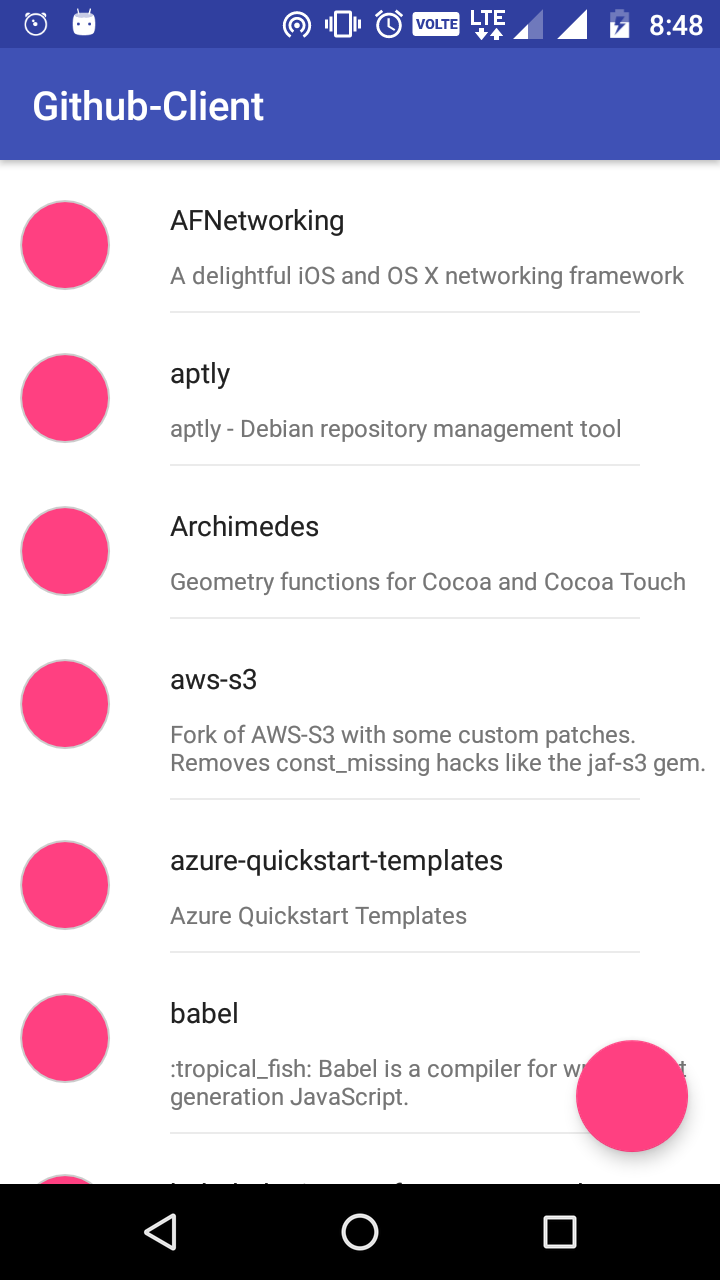 VOLTE LTE 8:48
Github-Client
AFNetworking
A delightful iOS and OS X networking framework
aptly
aptly - Debian repository management tool
Archimedes
Geometry functions for Cocoa and Cocoa Touch
aws-s3
Fork of AWS-S3 with some custom patches.
Removes const_missing hacks like the jaf-s3 gem.
azure-quickstart-templates
Azure Quickstart Templates
babel
:tropical_fish: Babel is a compiler for
generation JavaScript.